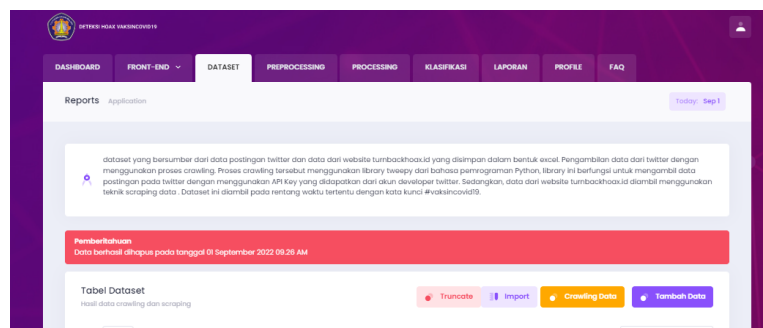 DETEKSI HOAX VAKSINCOVID19
DASHBOARD FRONT-END DATASET PREPROCESSING PROCESSING KLASIFIKASI LAPORAN PROFILE FAQ
Reports Application Today: Sep 1
dataset yang bersumber dari data postingan twitter dan data dari website turnbackhoax.id yang disimpan dalam bentuk excel. Pengambilan data dari twitter dengan
menggunakan proses crawling. Proses crawling tersebut menggunakan library tweepy dari bahasa pemrograman Python, library ini berfungsi untuk mengambil data
postingan pada twitter dengan menggunakan API Key yang didapatkan dari akun developer twitter. Sedangkan, data dari website turnbackhoax.id diambil menggunakan
teknik scraping data . Dataset ini diambil pada rentang waktu tertentu dengan kata kunci #vaksincovid19.
Pemberitahuan
Data berhasil dihapus pada tanggal 01 September 2022 09.26 AM
Tabel Dataset
Hasil data crawling dan scraping
Truncate Import Crawling Data Tambah Data